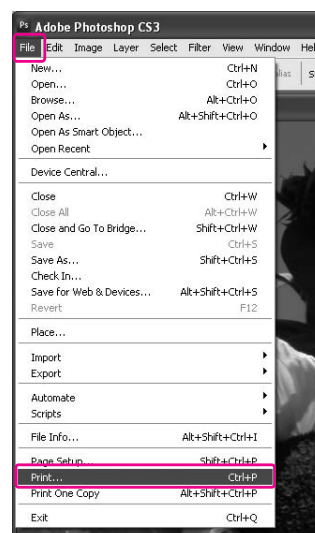 Ps Adobe Photoshop CS3
File Edit Image Layer Select Filter View Window Hel
New... Ctrl+N
Open... Ctrl+O
Browse... Alt+Ctrl+O
Open As... Alt+Shift+Ctrl+O
Open As Smart Object...
Open Recent
Device Central...
Close Ctrl+W
Close All Alt+Ctrl+W
Close and Go To Bridge... Shift+Ctrl+W
Save Ctrl+S
Save As... Shift+Ctrl+S
Check In...
Save for Web & Devices... Alt+Shift+Ctrl+S
Revert F12
Place...
Import
Export
Automate
Scripts
File Info... Alt+Shift+Ctrl+I
Page Setup... Shift+Ctrl+P
Print... Ctrl+P
Print One Copy Alt+Shift+Ctrl+P
Exit Ctrl+Q